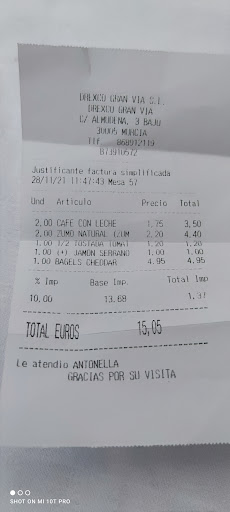 DREXCO GRAN VIA S.L.
DREXCO GRAN VIA
C/ ALMUDENA, 3 BAJO
30005 MURCIA
Tlf. 868912119
B73910572
Justificante factura simplificada
28/11/21 11:47:43 Mesa 57
Und Artículo Precio Total
2,00 CAFE CON LECHE 1,75 3,50
2,00 ZUMO NATURAL (ZUM 2,20 4,40
1,00 1/2 TOSTADA TOMAT 1,20 1,20
1,00 (+) JAMON SERRANO 1,00 1,00
1,00 BAGELS CHEDDAR 4,95 4,95
% Imp Base Imp. Total Imp
10,00 13,68 1,37
TOTAL EUROS 15,05
Le atendio ANTONELLA
GRACIAS POR SU VISITA
SHOT ON MI 10T PRO